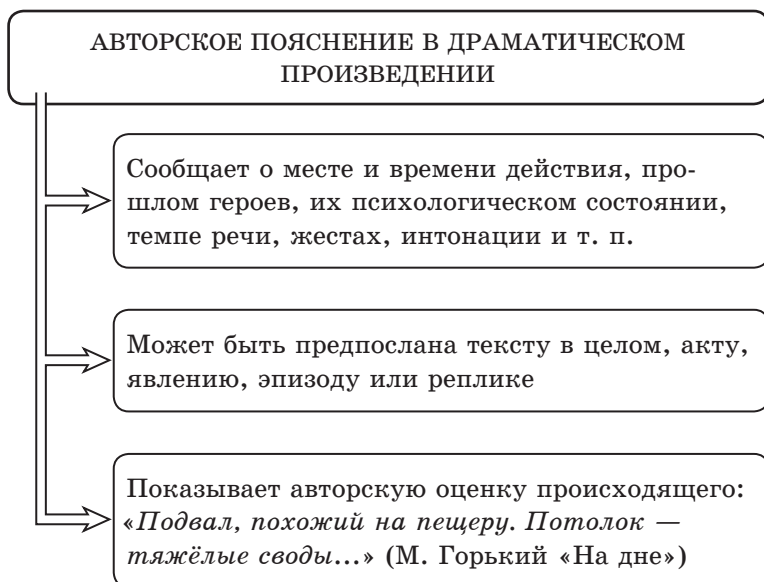 АВТОРСКОЕ ПОЯСНЕНИЕ В ДРАМАТИЧЕСКОМ
ПРОИЗВЕДЕНИИ
Сообщает о месте и времени действия, про-
шлом героев, их психологическом состоянии,
темпе речи, жестах, интонации и т. п.
Может быть предпослана тексту в целом, акту,
явлению, эпизоду или реплике
Показывает авторскую оценку происходящего:
«Подвал, похожий на пещеру. Потолок —
тяжёлые своды...» (М. Горький «На дне»)